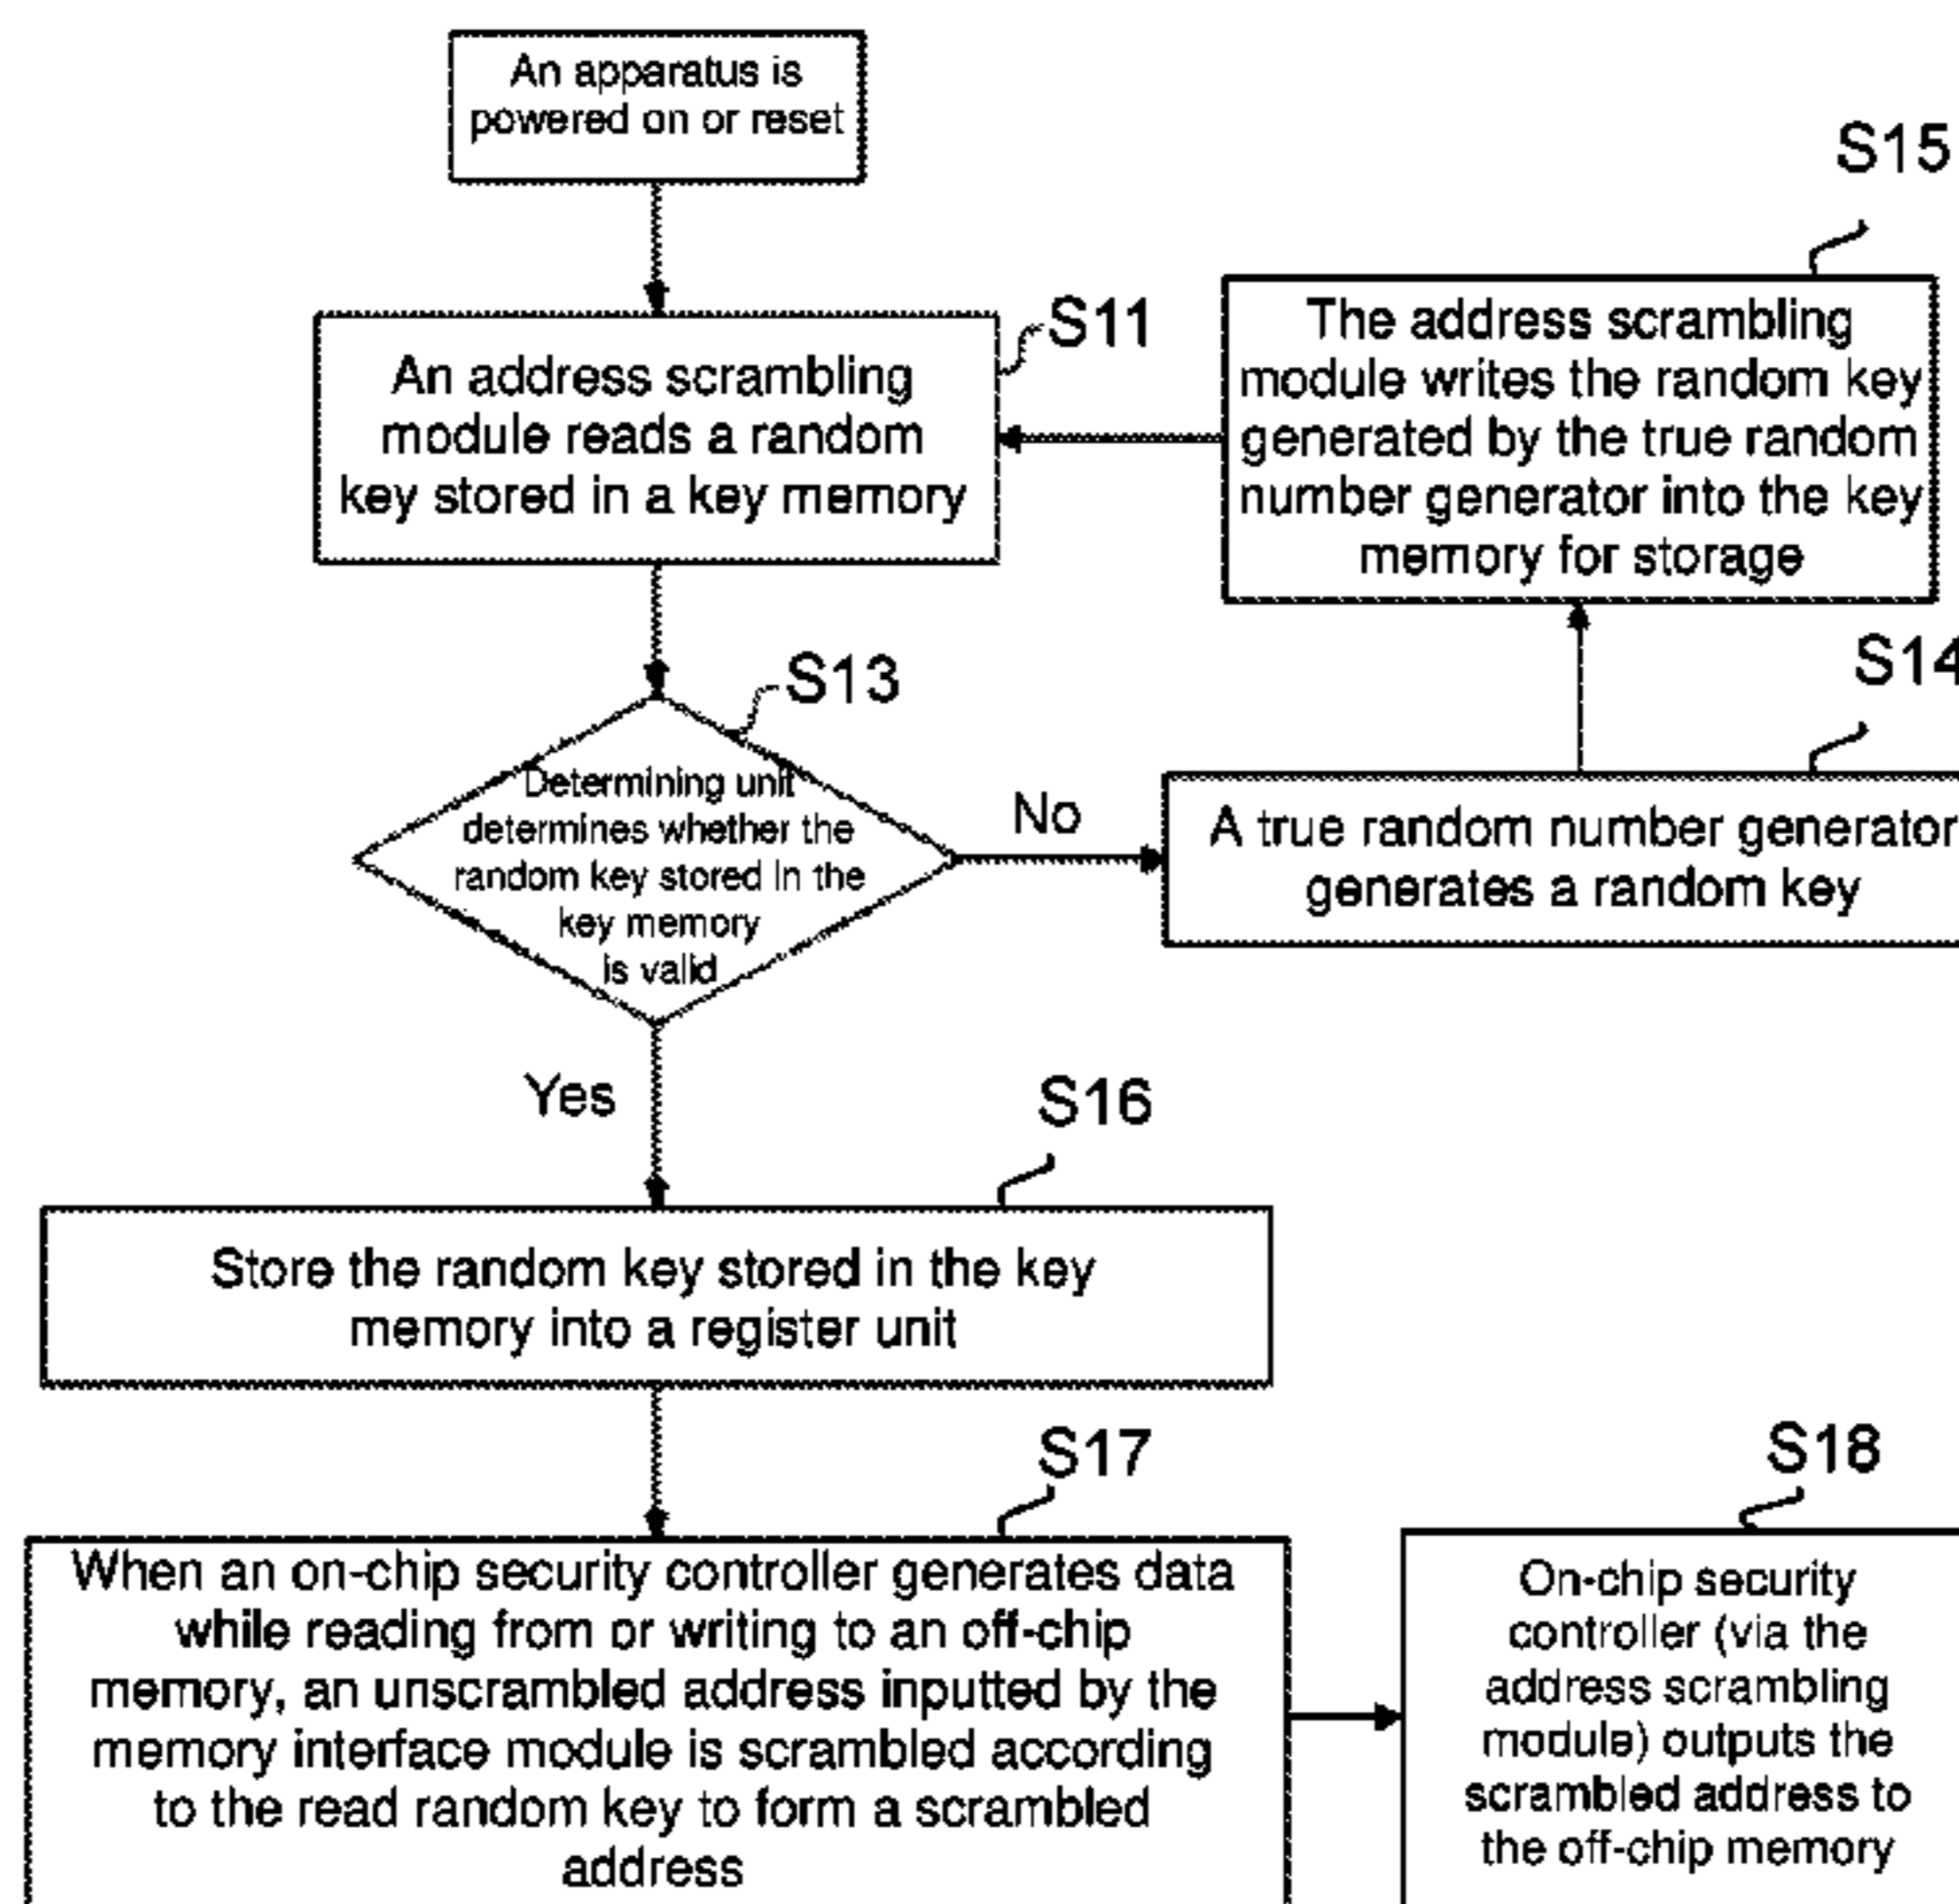 An apparatus is
powered on or reset
S11
An address scrambling
module reads a random
key stored in a key memory
S15
The address scrambling
module writes the random key
generated by the true random
number generator into the key
memory for storage
S13
Determining unit
determines whether the
random key stored in the
key memory
is valid
No
S14
A true random number generator
generates a random key
Yes
S16
Store the random key stored in the key
memory into a register unit
S17
When an on-chip security controller generates data
while reading from or writing to an off-chip
memory, an unscrambled address inputted by the
memory interface module is scrambled according
to the read random key to form a scrambled
address
S18
On-chip security
controller (via the
address scrambling
module) outputs the
scrambled address to
the off-chip memory